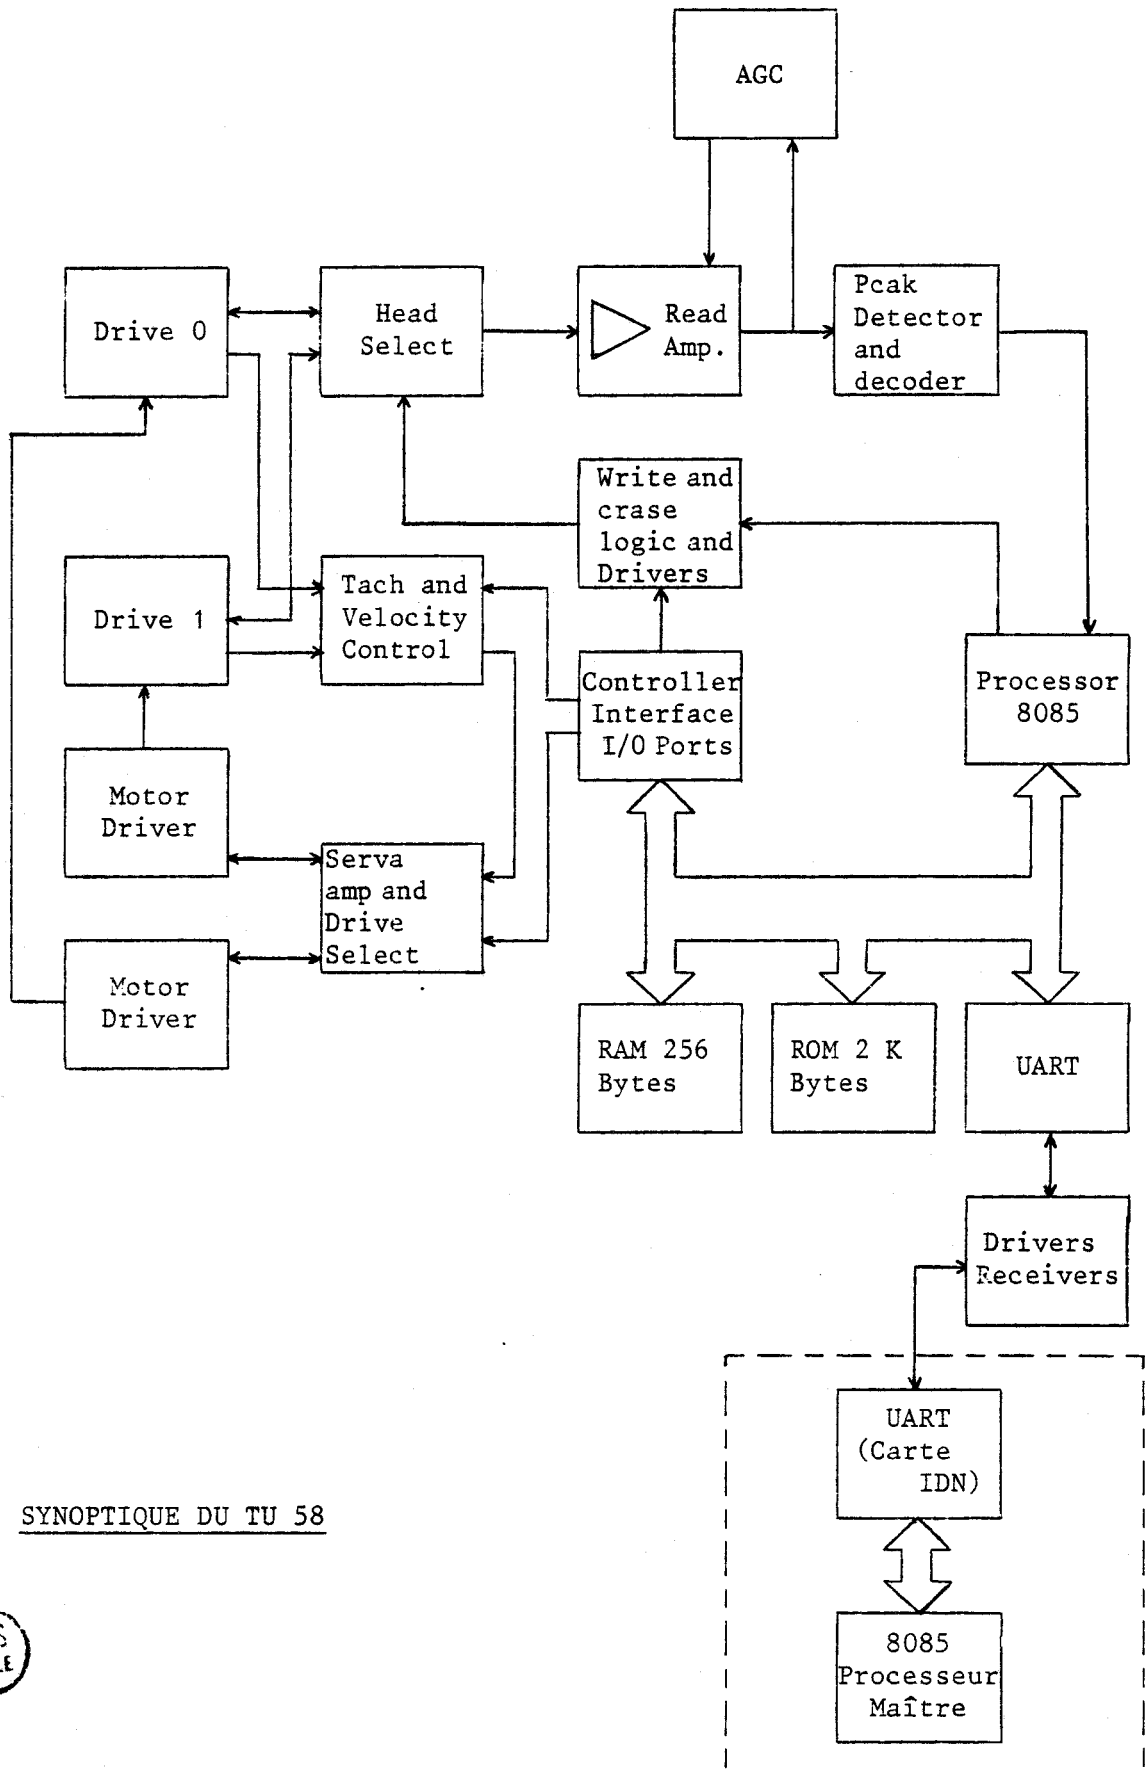 AGC
Drive 0
Head
Select
Read
Amp.
Pcak
Detector
and
decoder
Write and
crase
logic and
Drivers
Drive 1
Tach and
Velocity
Control
Controller
Interface
I/O Ports
Processor
8085
Motor
Driver
Serva
amp and
Drive
Select
Motor
Driver
RAM 256
Bytes
ROM 2 K
Bytes
UART
Drivers
Receivers
UART
(Carte
IDN)
SYNOPTIQUE DU TU 58
8085
Processeur
Maître